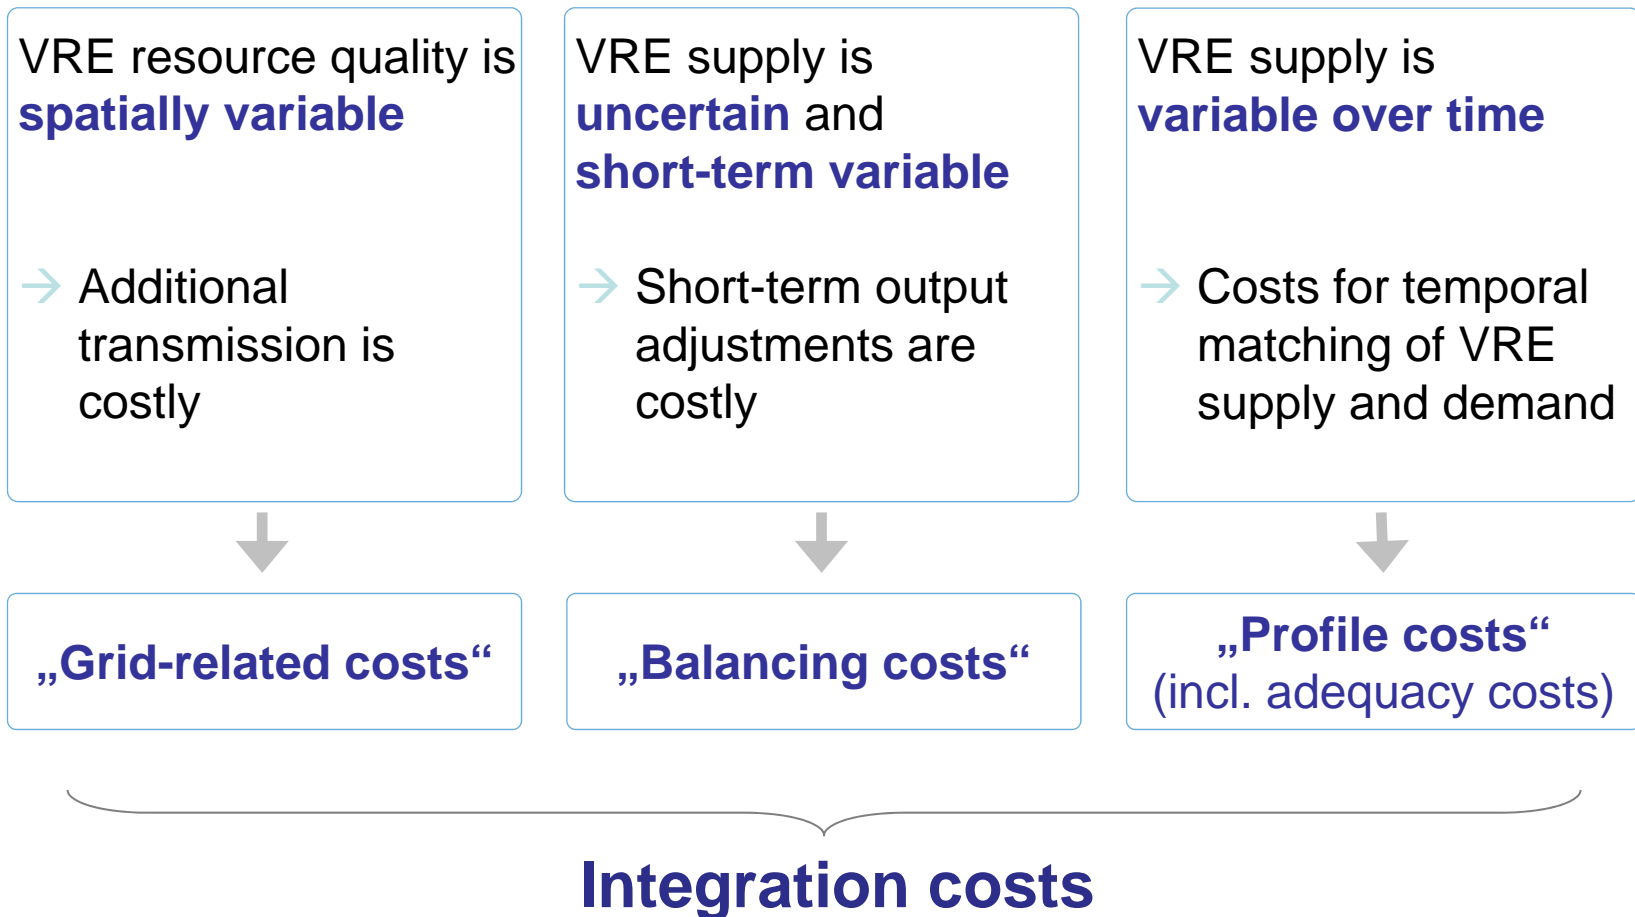 VRE resource quality is
spatially variable
→ Additional
transmission is
costly
„Grid-related costs“
VRE supply is
uncertain and
short-term variable
→ Short-term output
adjustments are
costly
„Balancing costs“
VRE supply is
variable over time
→ Costs for temporal
matching of VRE
supply and demand
„Profile costs“
(incl. adequacy costs)
Integration costs